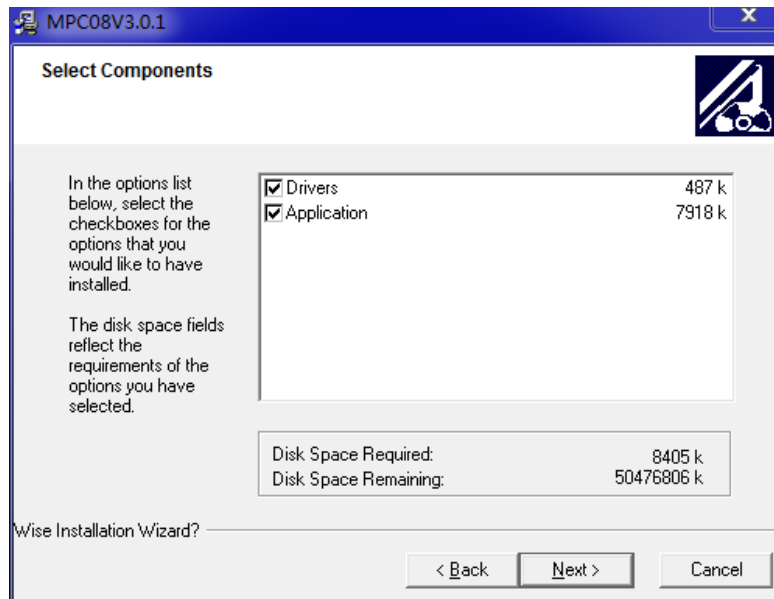 MPC08V3.0.1
X
Select Components
In the options list
below, select the
checkboxes for the
options that you
would like to have
installed.
The disk space fields
reflect the
requirements of the
options you have
selected.
Drivers 487 k
Application 7918 k
Disk Space Required: 8405 k
Disk Space Remaining: 50476806 k
Wise Installation Wizard?
< Back Next > Cancel